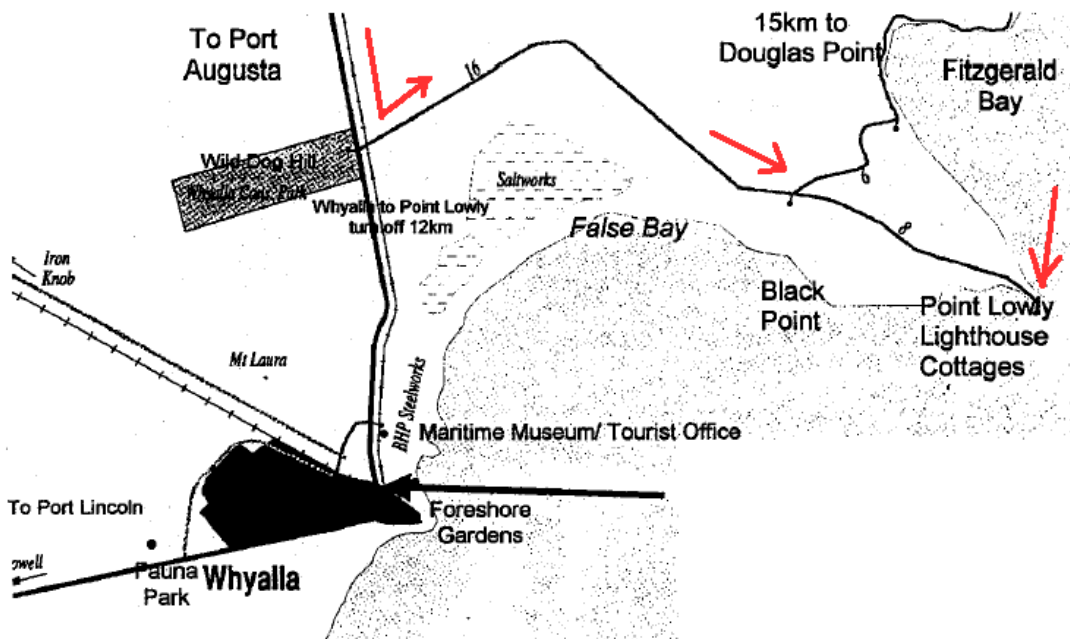 To Port
Augusta
15km to
Douglas Point
Fitzgerald
Bay
16
Wild Dog Hill
Whyalla Cons. Park
Saltworks
6
Whyalla to Point Lowly
turn off 12km
False Bay
8
Iron
Knob
Black
Point
Point Lowly
Lighthouse
Cottages
Mt Laura
BHP Steelworks
Maritime Museum/ Tourist Office
To Port Lincoln
Foreshore
Gardens
Fauna
Park
Whyalla